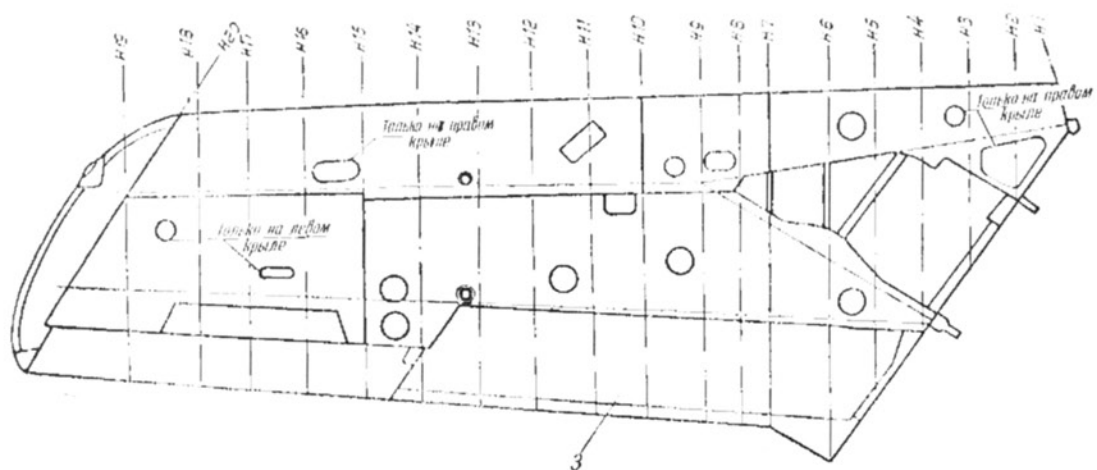 Н19
Н18
Н20
Н17
Н16
Н15
Н14
Н13
Н12
Н11
Н10
Н9
Н8
Н7
Н6
Н5
Н4
Н3
Н2
Н1
Только на правом
крыле
Только на правом
крыле
Только на левом
крыле
3